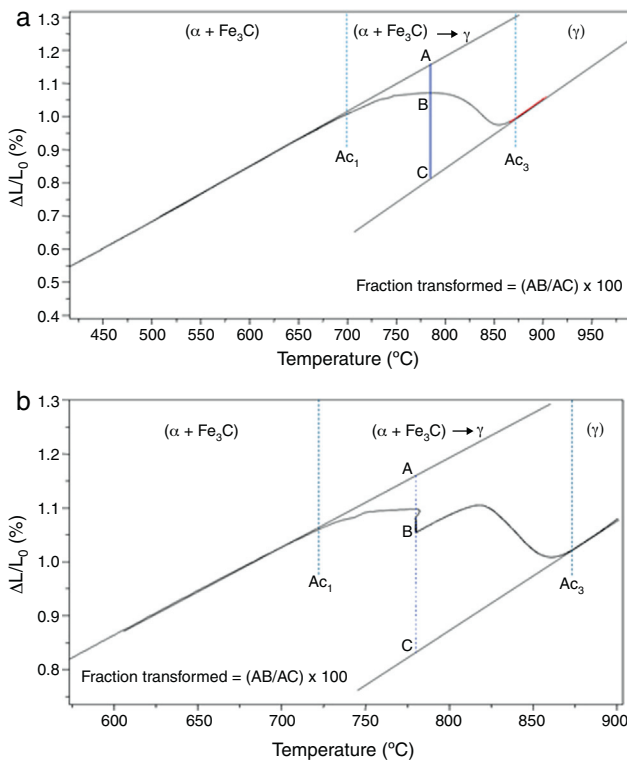 a
(α + Fe₃C)
(α + Fe₃C) → γ
(γ)
A
B
C
Ac₁
Ac₃
Fraction transformed = (AB/AC) x 100
ΔL/L₀ (%)
1.3
1.2
1.1
1.0
0.9
0.8
0.7
0.6
0.5
0.4
450 500 550 600 650 700 750 800 850 900 950
Temperature (ºC)
b
(α + Fe₃C)
(α + Fe₃C) → γ
(γ)
A
B
C
Ac₁
Ac₃
Fraction transformed = (AB/AC) x 100
ΔL/L₀ (%)
1.3
1.2
1.1
1.0
0.9
0.8
600 650 700 750 800 850 900
Temperature (ºC)